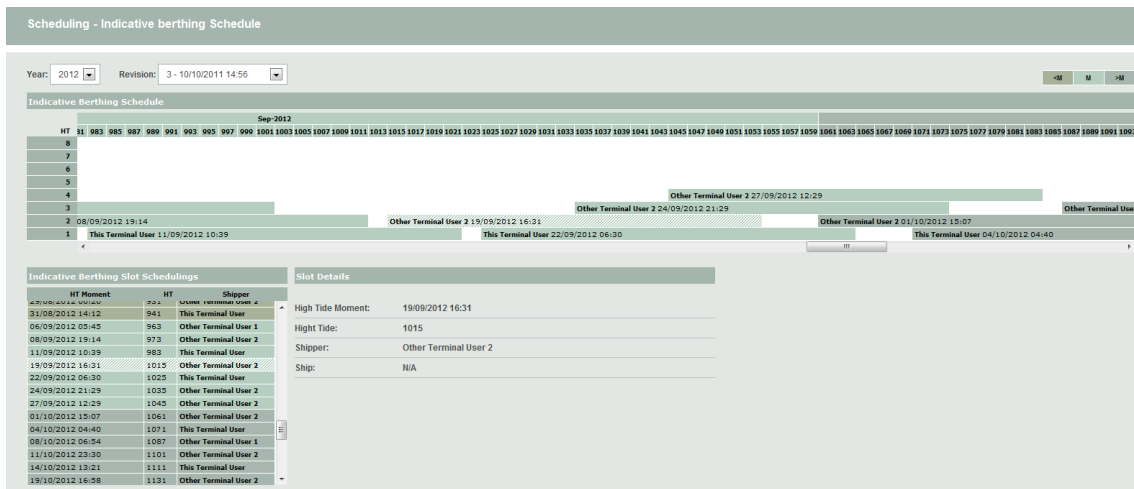 Scheduling - Indicative berthing Schedule
Year: 2012 Revision: 3 - 10/10/2011 14:56
<M M >M
Indicative Berthing Schedule
Sep-2012
HT 81 983 985 987 989 991 993 995 997 999 1001 1003 1005 1007 1009 1011 1013 1015 1017 1019 1021 1023 1025 1027 1029 1031 1033 1035 1037 1039 1041 1043 1045 1047 1049 1051 1053 1055 1057 1059 1061 1063 1065 1067 1069 1071 1073 1075 1077 1079 1081 1083 1085 1087 1089 1091 1093
8
7
6
5
4 Other Terminal User 2 27/09/2012 12:29
3 Other Terminal User 2 24/09/2012 21:29 Other Terminal Use
2 08/09/2012 19:14 Other Terminal User 2 19/09/2012 16:31 Other Terminal User 2 01/10/2012 15:07
1 This Terminal User 11/09/2012 10:39 This Terminal User 22/09/2012 06:30 This Terminal User 04/10/2012 04:40
Indicative Berthing Slot Schedulings
HT Moment HT Shipper
29/08/2012 00:20 931 Other Terminal User 2
31/08/2012 14:12 941 This Terminal User
06/09/2012 05:45 963 Other Terminal User 1
08/09/2012 19:14 973 Other Terminal User 2
11/09/2012 10:39 983 This Terminal User
19/09/2012 16:31 1015 Other Terminal User 2
22/09/2012 06:30 1025 This Terminal User
24/09/2012 21:29 1035 Other Terminal User 2
27/09/2012 12:29 1045 Other Terminal User 2
01/10/2012 15:07 1061 Other Terminal User 2
04/10/2012 04:40 1071 This Terminal User
08/10/2012 06:54 1087 Other Terminal User 1
11/10/2012 23:30 1101 Other Terminal User 2
14/10/2012 13:21 1111 This Terminal User
19/10/2012 16:58 1131 Other Terminal User 2
Slot Details
High Tide Moment: 19/09/2012 16:31
Hight Tide: 1015
Shipper: Other Terminal User 2
Ship: N/A